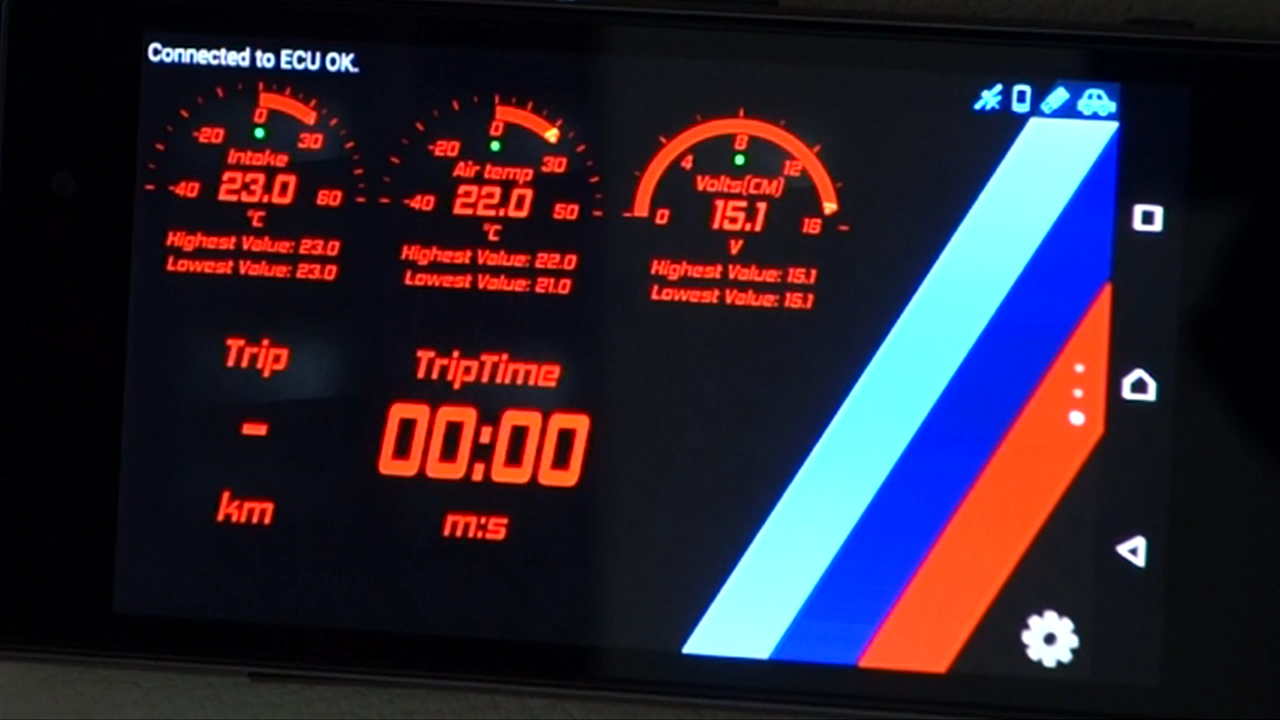 Connected to ECU OK.
0
-20 30
Intake
-40 23.0 60
°C
Highest Value: 23.0
Lowest Value: 23.0
0
-20 30
Air temp
-40 22.0 50
°C
Highest Value: 22.0
Lowest Value: 21.0
8
4 12
Volts(CM)
0 15.1 16
V
Highest Value: 15.1
Lowest Value: 15.1
Trip
-
km
TripTime
00:00
m:s